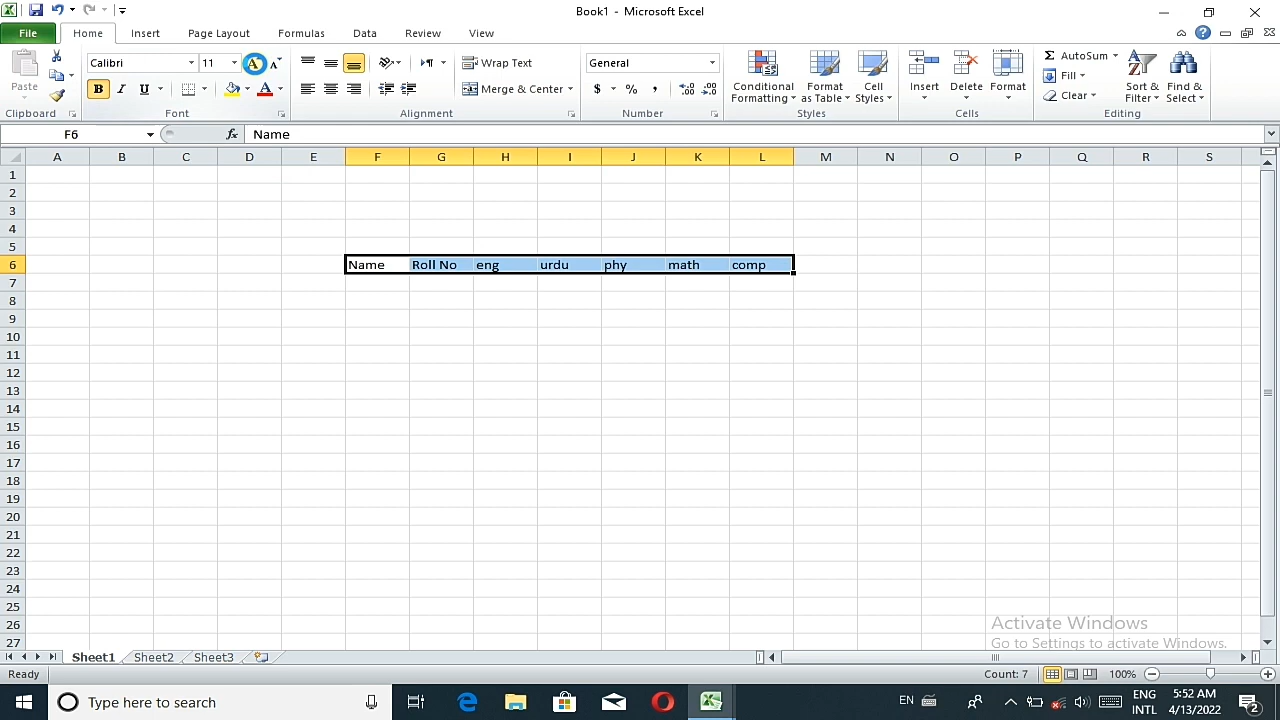 Book1 - Microsoft Excel
File Home Insert Page Layout Formulas Data Review View
Paste
Calibri 11 A A
B I U A
Wrap Text
Merge & Center
General
$ % ,
Conditional Formatting
Format as Table
Cell Styles
Insert Delete Format
Σ AutoSum
Fill
Clear
Sort & Filter
Find & Select
Clipboard Font Alignment Number Styles Cells Editing
F6 fx Name
A B C D E F G H I J K L M N O P Q R S
1
2
3
4
5
6 Name Roll No eng urdu phy math comp
7
8
9
10
11
12
13
14
15
16
17
18
19
20
21
22
23
24
25
26
27
Activate Windows
Go to Settings to activate Windows.
Sheet1 Sheet2 Sheet3
Ready Count: 7 100%
Type here to search
EN
ENG
INTL
5:52 AM
4/13/2022
2